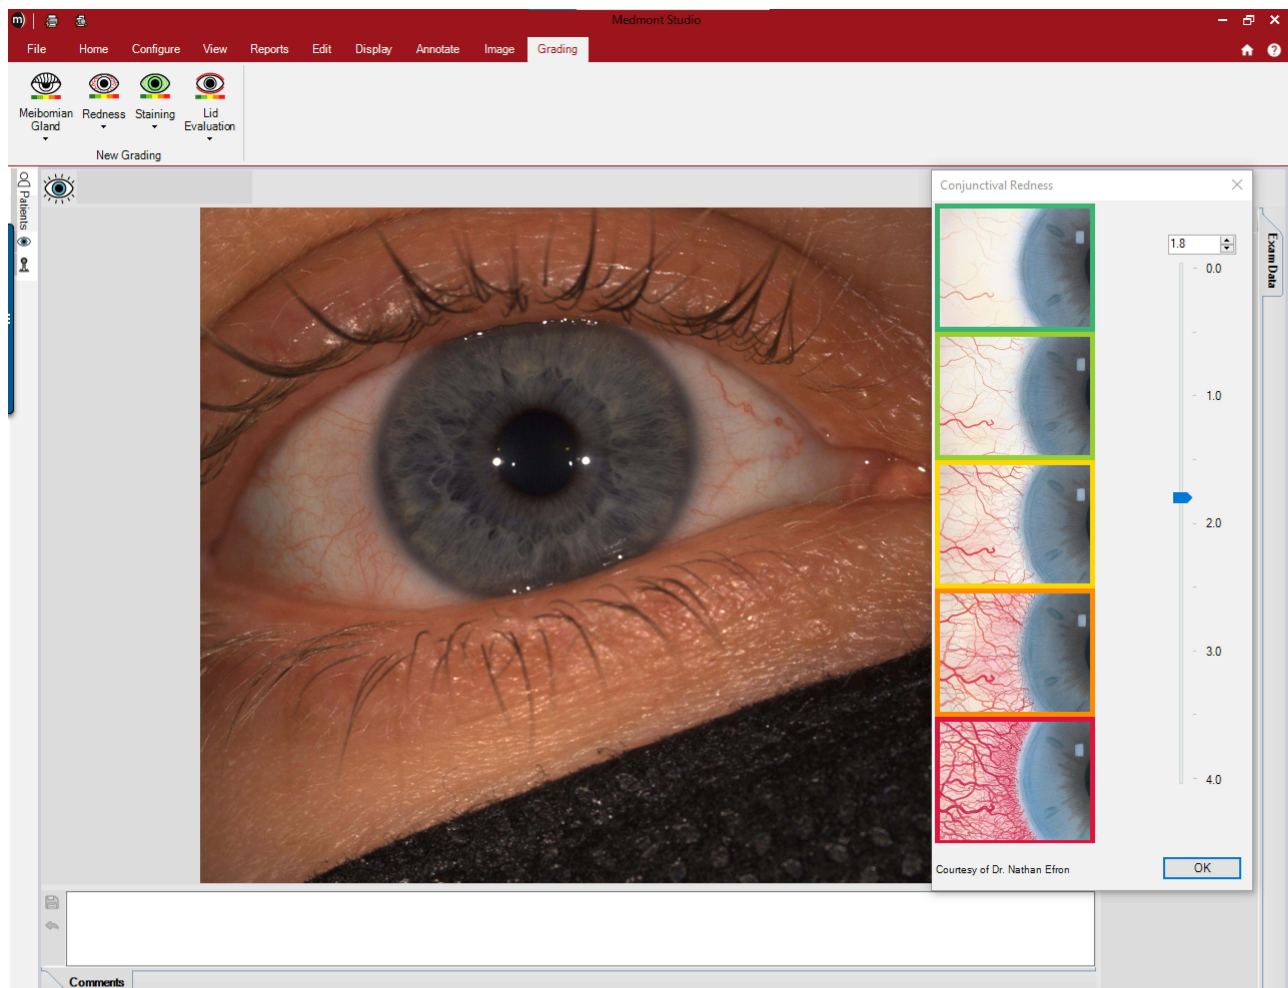 m)
Medmont Studio
File Home Configure View Reports Edit Display Annotate Image Grading
Meibomian Gland
Redness
Staining
Lid Evaluation
New Grading
Patients
Conjunctival Redness
1.8
0.0
1.0
2.0
3.0
4.0
Courtesy of Dr. Nathan Efron
OK
Exam Data
Comments